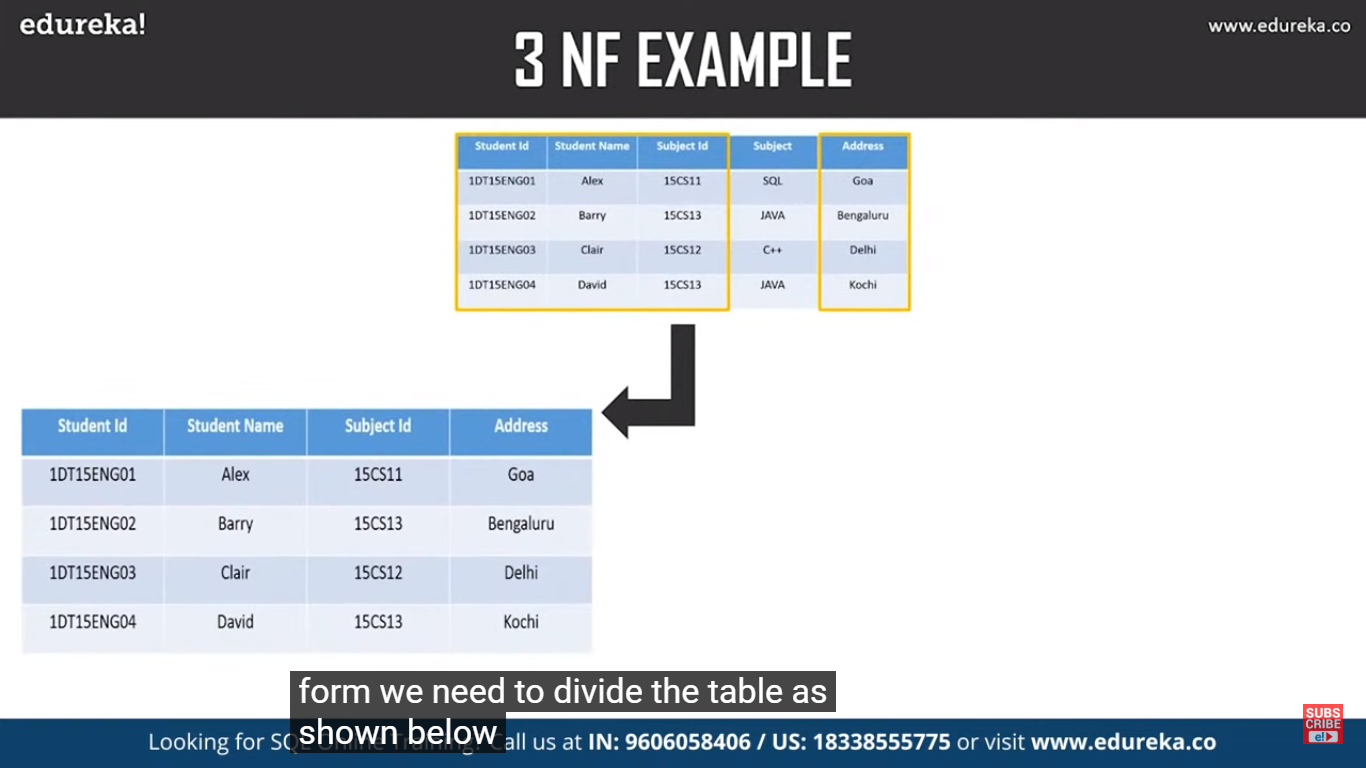 edureka!
www.edureka.co
3 NF EXAMPLE
Student Id Student Name Subject Id Subject Address
1DT15ENG01 Alex 15CS11 SQL Goa
1DT15ENG02 Barry 15CS13 JAVA Bengaluru
1DT15ENG03 Clair 15CS12 C++ Delhi
1DT15ENG04 David 15CS13 JAVA Kochi
Student Id Student Name Subject Id Address
1DT15ENG01 Alex 15CS11 Goa
1DT15ENG02 Barry 15CS13 Bengaluru
1DT15ENG03 Clair 15CS12 Delhi
1DT15ENG04 David 15CS13 Kochi
form we need to divide the table as
shown below
Looking for SQL Online Training? Call us at IN: 9606058406 / US: 18338555775 or visit www.edureka.co
SUBS
CRIBE
e!